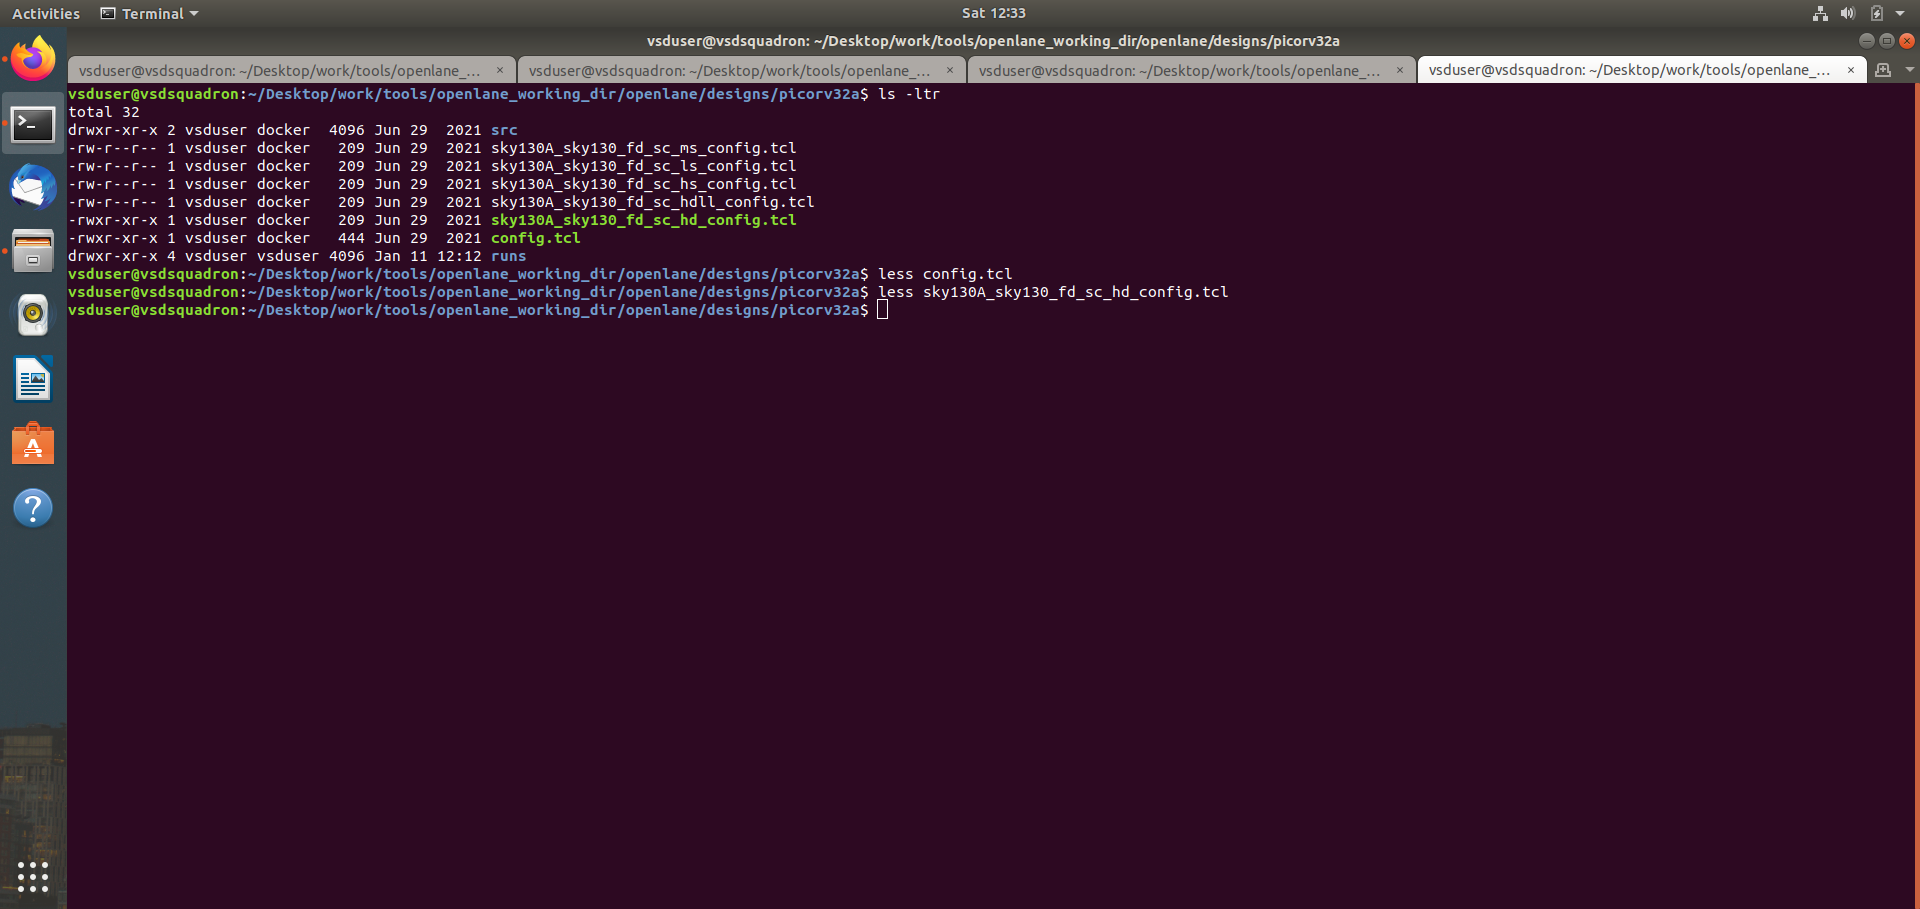 Activities Terminal Sat 12:33
vsduser@vsdsquadron: ~/Desktop/work/tools/openlane_working_dir/openlane/designs/picorv32a
vsduser@vsdsquadron: ~/Desktop/work/tools/openlane_... × vsduser@vsdsquadron: ~/Desktop/work/tools/openlane_... × vsduser@vsdsquadron: ~/Desktop/work/tools/openlane_... × vsduser@vsdsquadron: ~/Desktop/work/tools/openlane_... ×
vsduser@vsdsquadron:~/Desktop/work/tools/openlane_working_dir/openlane/designs/picorv32a$ ls -ltr
total 32
drwxr-xr-x 2 vsduser docker  4096 Jun 29  2021 src
-rw-r--r-- 1 vsduser docker   209 Jun 29  2021 sky130A_sky130_fd_sc_ms_config.tcl
-rw-r--r-- 1 vsduser docker   209 Jun 29  2021 sky130A_sky130_fd_sc_ls_config.tcl
-rw-r--r-- 1 vsduser docker   209 Jun 29  2021 sky130A_sky130_fd_sc_hs_config.tcl
-rw-r--r-- 1 vsduser docker   209 Jun 29  2021 sky130A_sky130_fd_sc_hdll_config.tcl
-rwxr-xr-x 1 vsduser docker   209 Jun 29  2021 sky130A_sky130_fd_sc_hd_config.tcl
-rwxr-xr-x 1 vsduser docker   444 Jun 29  2021 config.tcl
drwxr-xr-x 4 vsduser vsduser 4096 Jan 11 12:12 runs
vsduser@vsdsquadron:~/Desktop/work/tools/openlane_working_dir/openlane/designs/picorv32a$ less config.tcl
vsduser@vsdsquadron:~/Desktop/work/tools/openlane_working_dir/openlane/designs/picorv32a$ less sky130A_sky130_fd_sc_hd_config.tcl
vsduser@vsdsquadron:~/Desktop/work/tools/openlane_working_dir/openlane/designs/picorv32a$